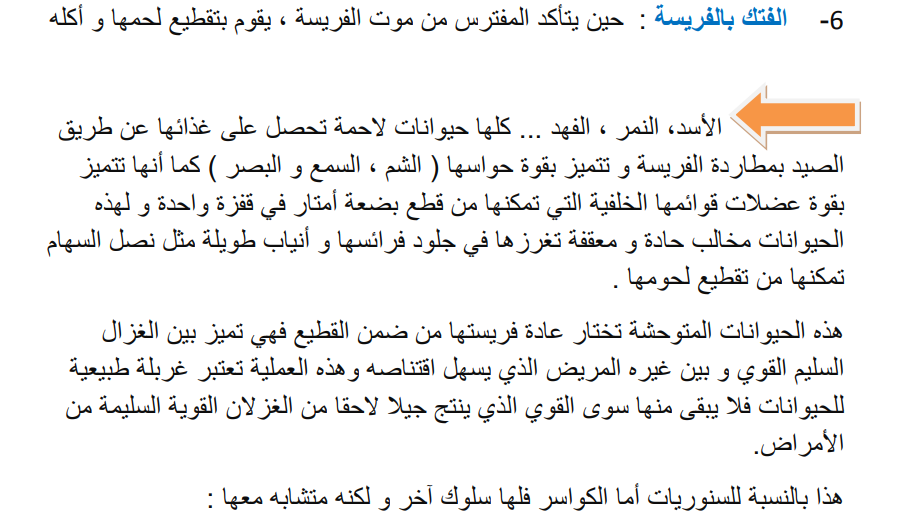 6- الفتك بالفريسة : حين يتأكد المفترس من موت الفريسة ، يقوم بتقطيع لحمها و أكله
الأسد، النمر ، الفهد ... كلها حيوانات لاحمة تحصل على غذائها عن طريق
الصيد بمطاردة الفريسة و تتميز بقوة حواسها ( الشم ، السمع و البصر ) كما أنها تتميز
بقوة عضلات قوائمها الخلفية التي تمكنها من قطع بضعة أمتار في قفزة واحدة و لهذه
الحيوانات مخالب حادة و معقفة تغرزها في جلود فرائسها و أنياب طويلة مثل نصل السهام
تمكنها من تقطيع لحومها .
هذه الحيوانات المتوحشة تختار عادة فريستها من ضمن القطيع فهي تميز بين الغزال
السليم القوي و بين غيره المريض الذي يسهل اقتناصه وهذه العملية تعتبر غربلة طبيعية
للحيوانات فلا يبقى منها سوى القوي الذي ينتج جيلا لاحقا من الغزلان القوية السليمة من
الأمراض.
هذا بالنسبة للسنوريات أما الكواسر فلها سلوك آخر و لكنه متشابه معها :